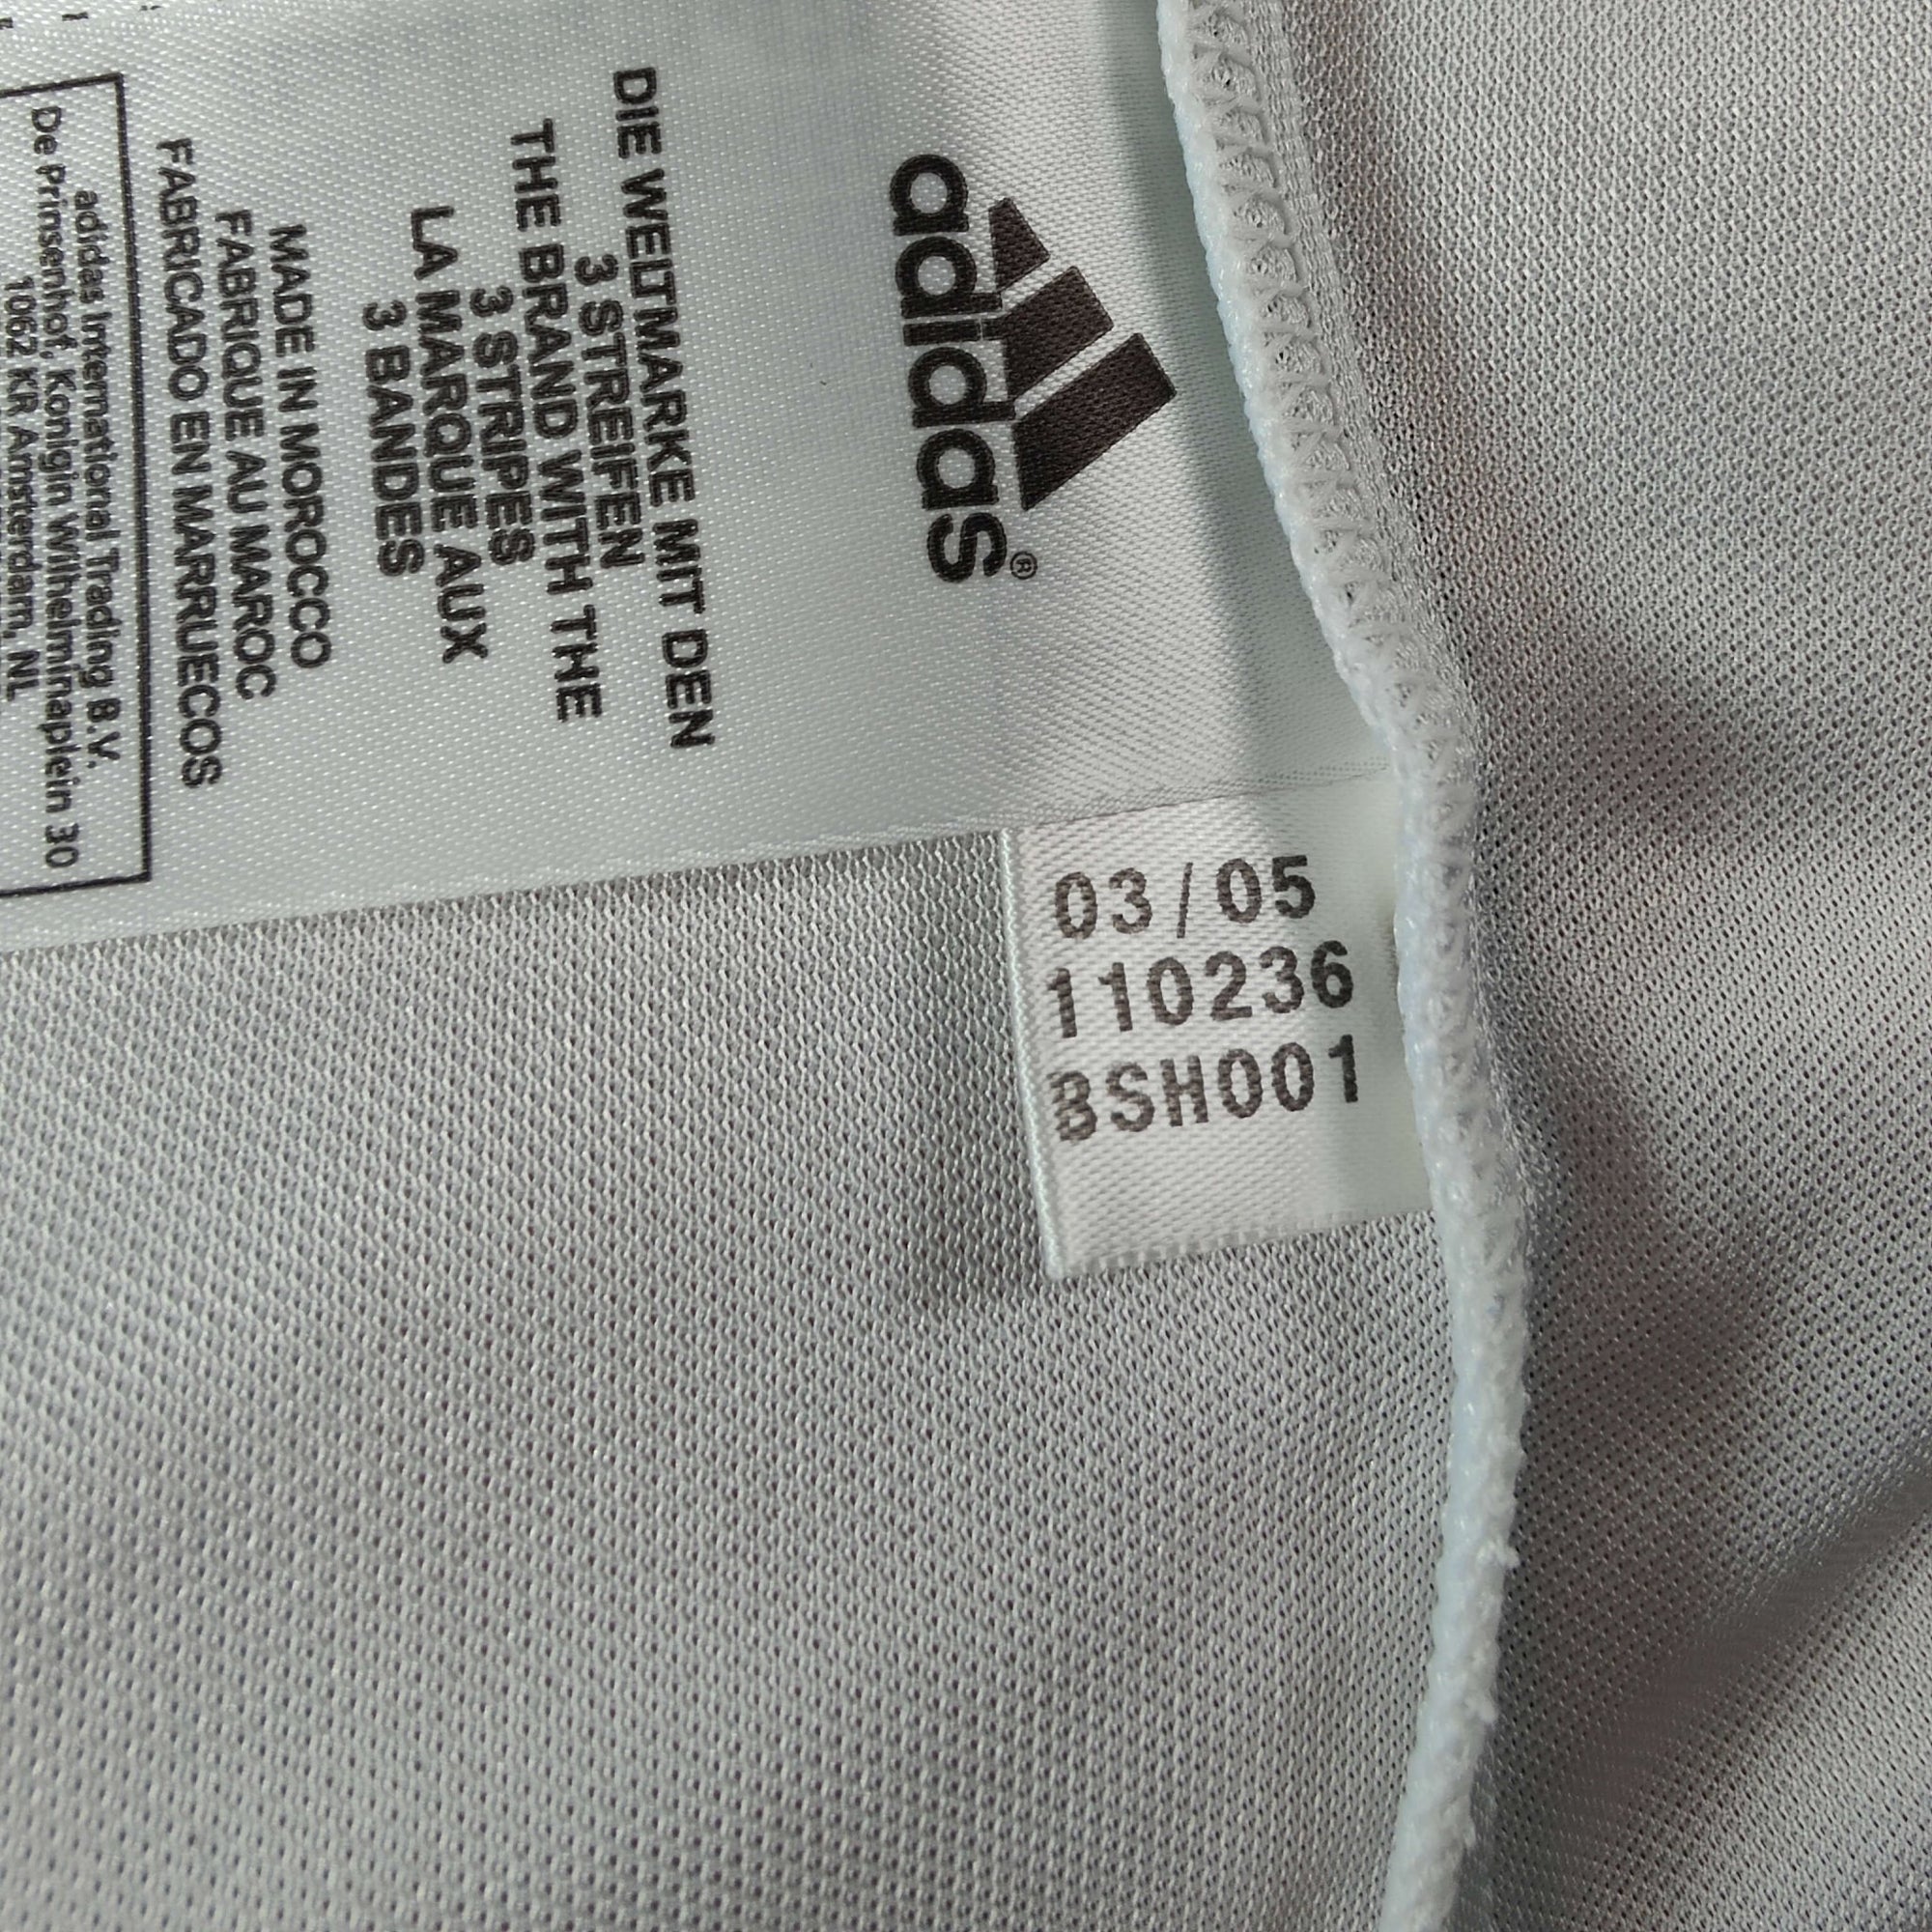 adidas®
DIE WELTMARKE MIT DEN
3 STREIFEN
THE BRAND WITH THE
3 STRIPES
LA MARQUE AUX
3 BANDES
MADE IN MOROCCO
FABRIQUE AU MAROC
FABRICADO EN MARRUECOS
adidas International Trading B.V.
De Prinsenhof, Konigin Wilhelminaplein 30
1062 KR Amsterdam, NL
03/05
110236
BSH001